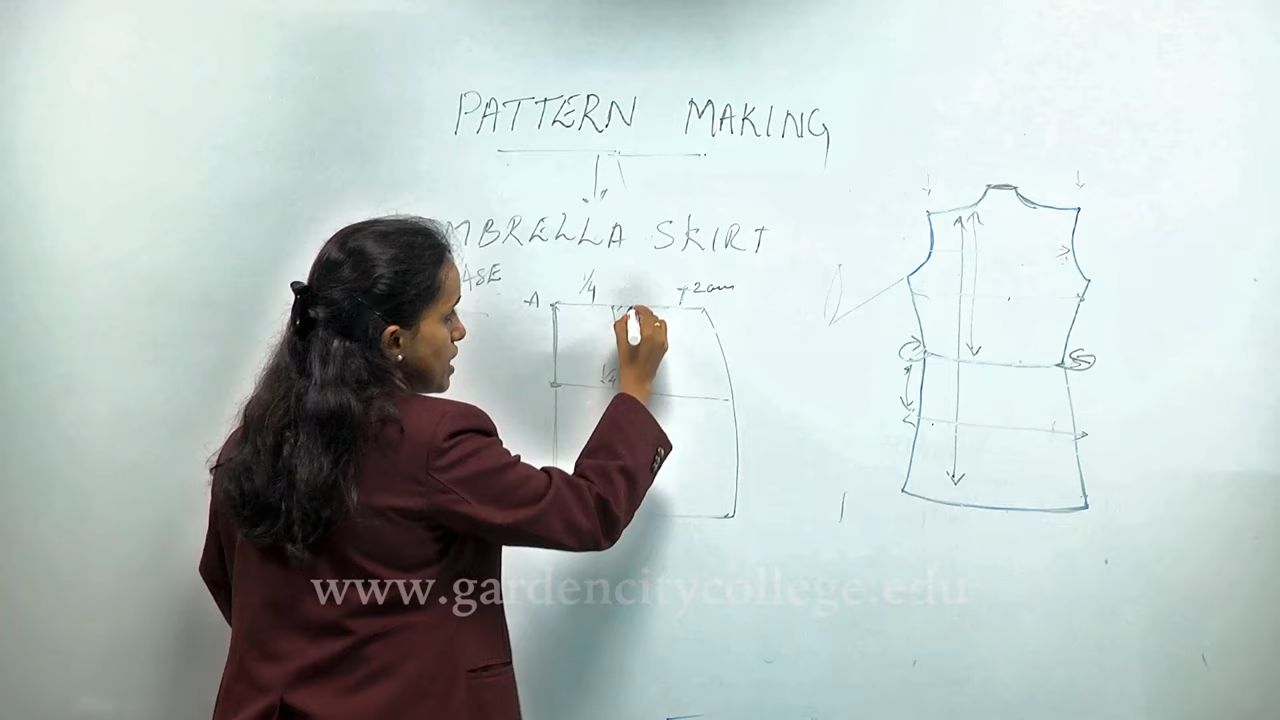 PATTERN MAKING
MBRELLA SKIRT
ASE
1/4
A
+2cm
1/4
www.gardencitycollege.edu